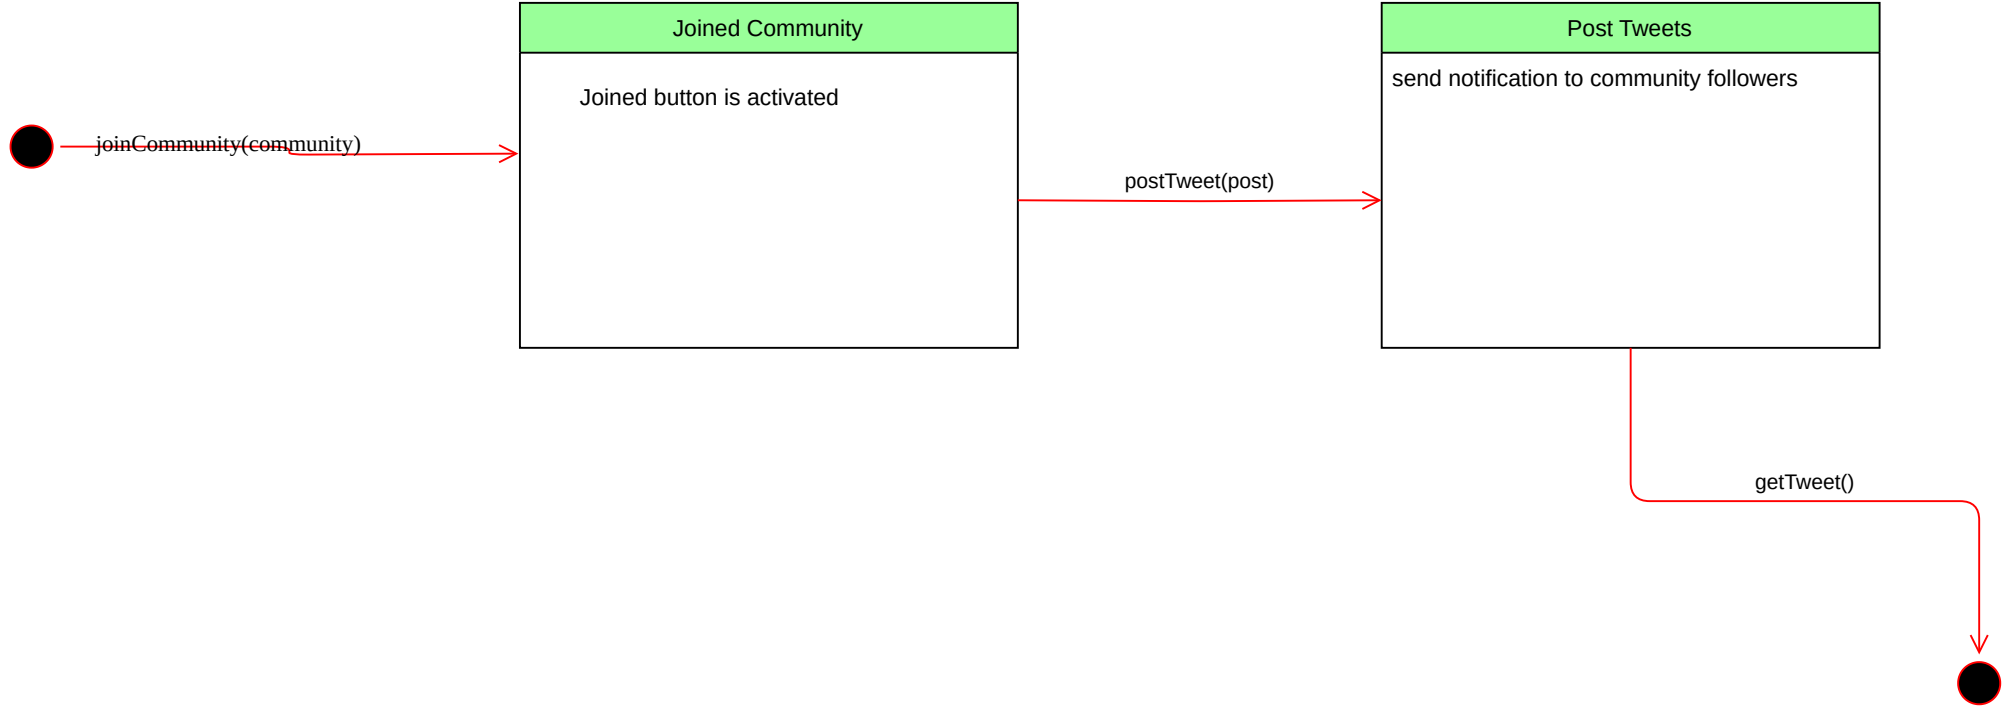 Joined Community
Post Tweets
send notification to community followers
Joined button is activated
joinCommunity(community)
postTweet(post)
getTweet()